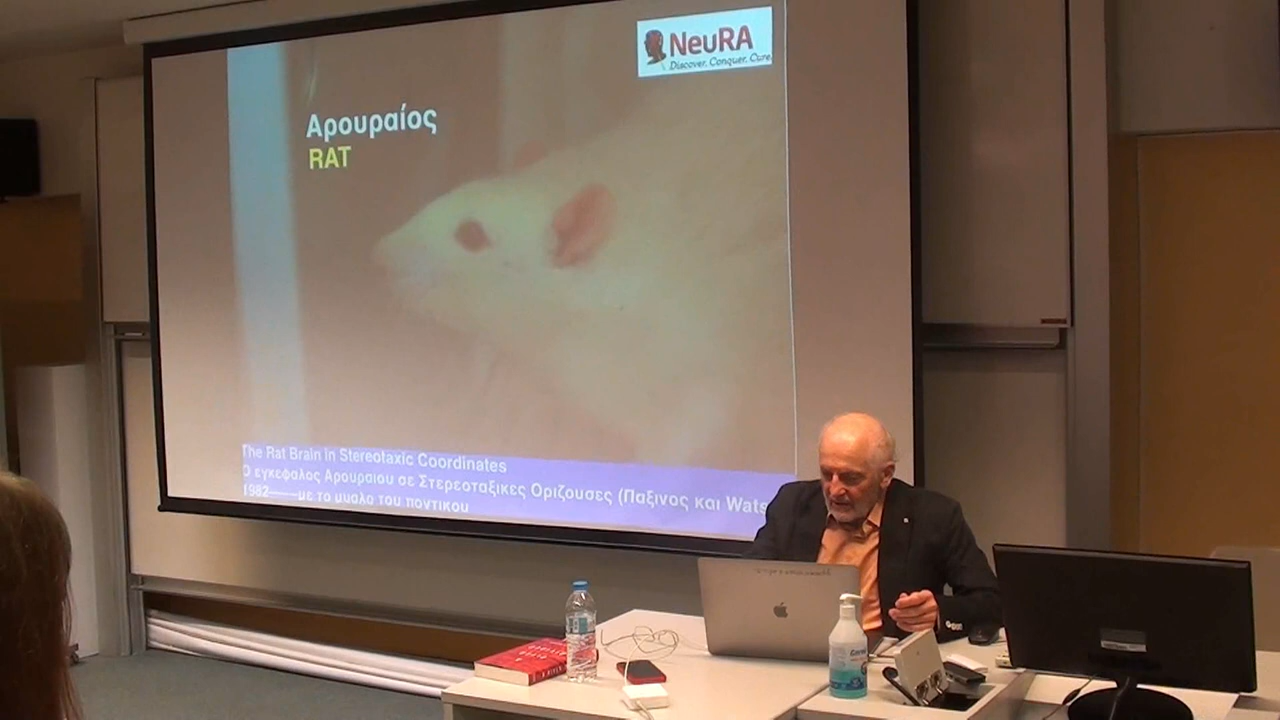 NeuRA
Discover. Conquer. Cure.
Αρουραίος
RAT
The Rat Brain in Stereotaxic Coordinates
Ο εγκεφαλος Αρουραιου σε Στερεοταξικες Οριζουσες (Παξινος και Wats
1982——με το μυαλο του ποντικου